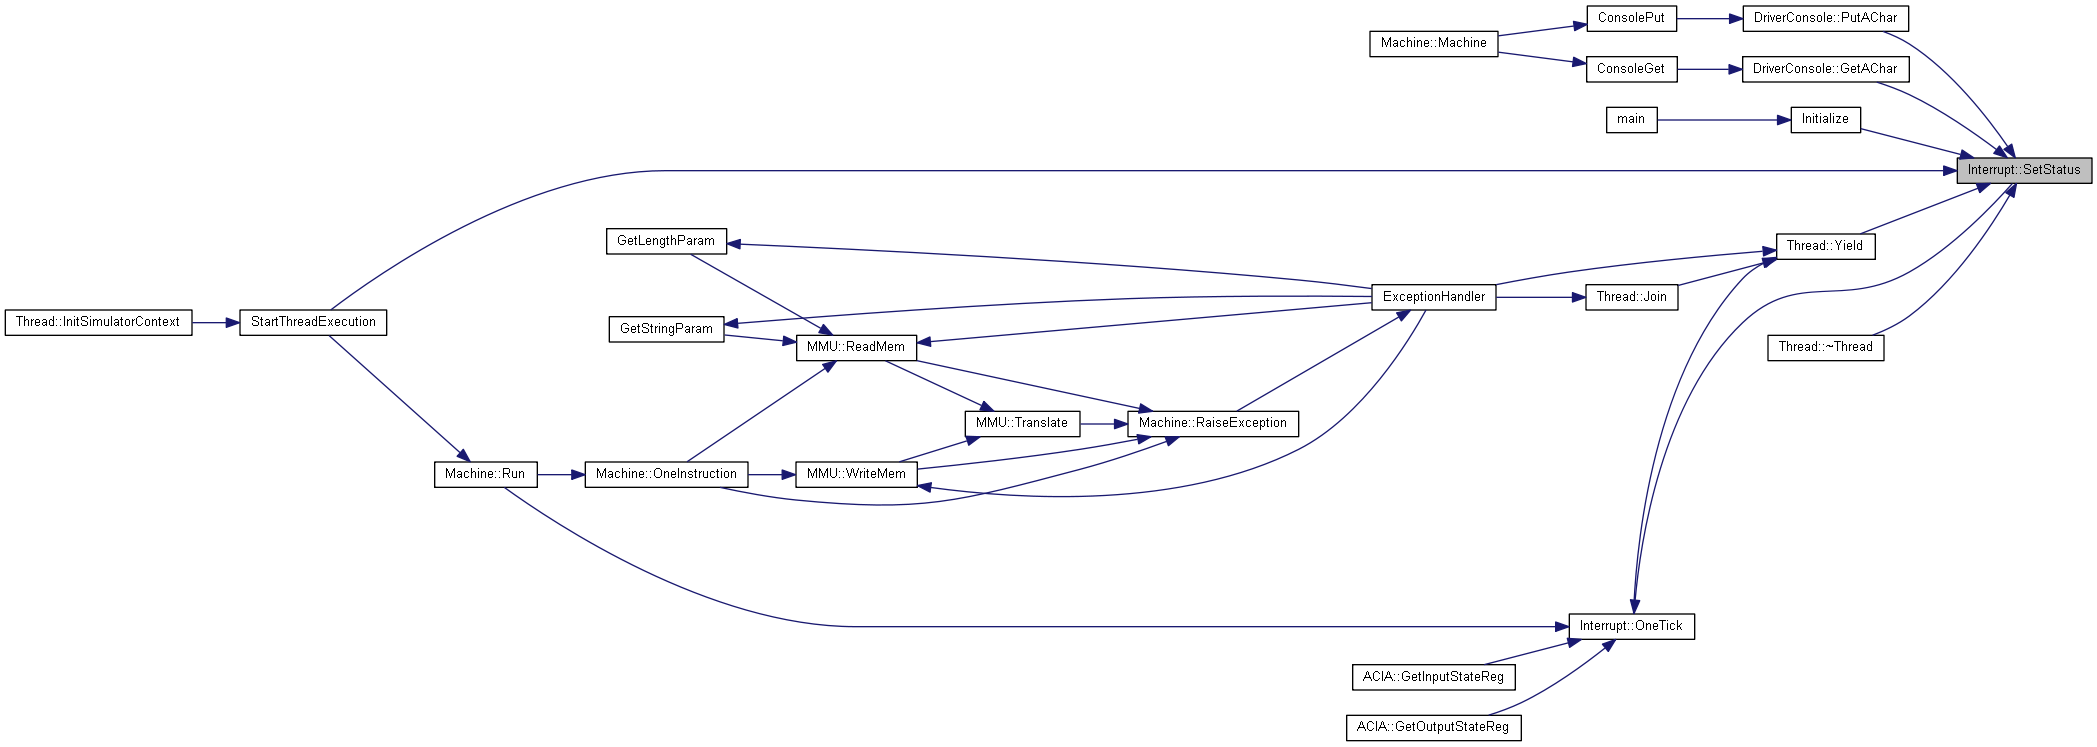 ConsolePut
DriverConsole::PutAChar
Machine::Machine
ConsoleGet
DriverConsole::GetAChar
main
Initialize
Interrupt::SetStatus
GetLengthParam
Thread::Yield
ExceptionHandler
Thread::Join
Thread::InitSimulatorContext
StartThreadExecution
GetStringParam
MMU::ReadMem
Thread::~Thread
MMU::Translate
Machine::RaiseException
Machine::Run
Machine::OneInstruction
MMU::WriteMem
Interrupt::OneTick
ACIA::GetInputStateReg
ACIA::GetOutputStateReg